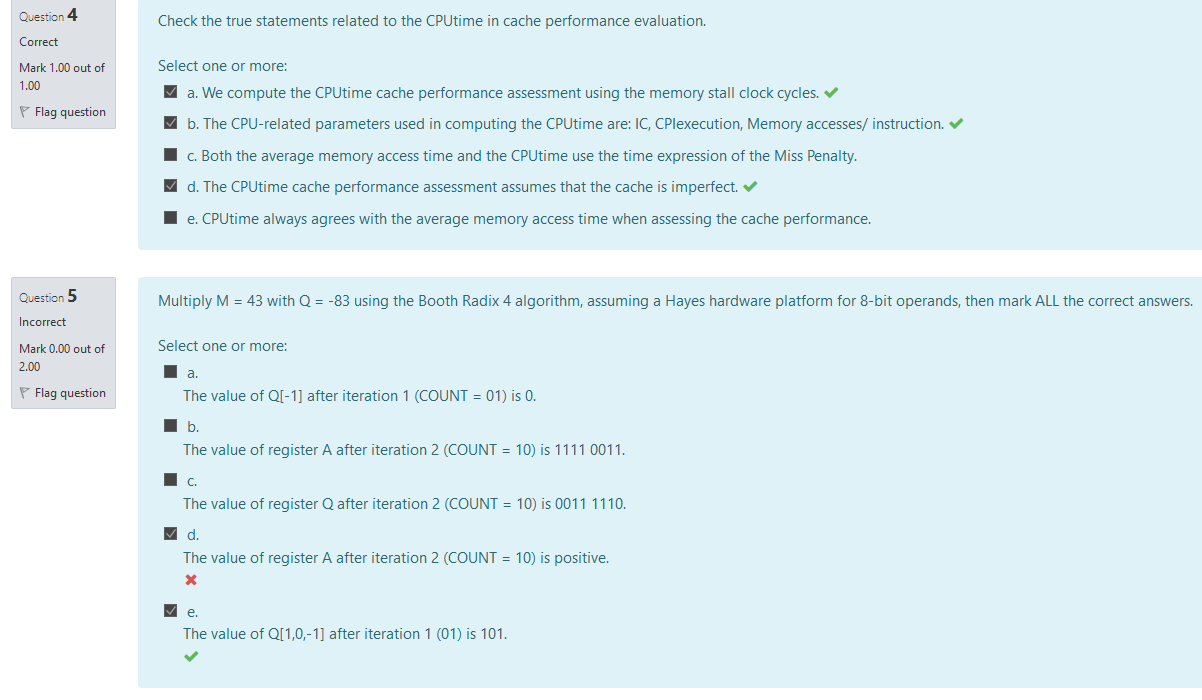 Question 4
Correct
Mark 1.00 out of
1.00
Flag question
Check the true statements related to the CPUtime in cache performance evaluation.
Select one or more:
a. We compute the CPUtime cache performance assessment using the memory stall clock cycles.
b. The CPU-related parameters used in computing the CPUtime are: IC, CPIexecution, Memory accesses/ instruction.
c. Both the average memory access time and the CPUtime use the time expression of the Miss Penalty.
d. The CPUtime cache performance assessment assumes that the cache is imperfect.
e. CPUtime always agrees with the average memory access time when assessing the cache performance.
Question 5
Incorrect
Mark 0.00 out of
2.00
Flag question
Multiply M = 43 with Q = -83 using the Booth Radix 4 algorithm, assuming a Hayes hardware platform for 8-bit operands, then mark ALL the correct answers.
Select one or more:
a.
The value of Q[-1] after iteration 1 (COUNT = 01) is 0.
b.
The value of register A after iteration 2 (COUNT = 10) is 1111 0011.
c.
The value of register Q after iteration 2 (COUNT = 10) is 0011 1110.
d.
The value of register A after iteration 2 (COUNT = 10) is positive.
e.
The value of Q[1,0,-1] after iteration 1 (01) is 101.